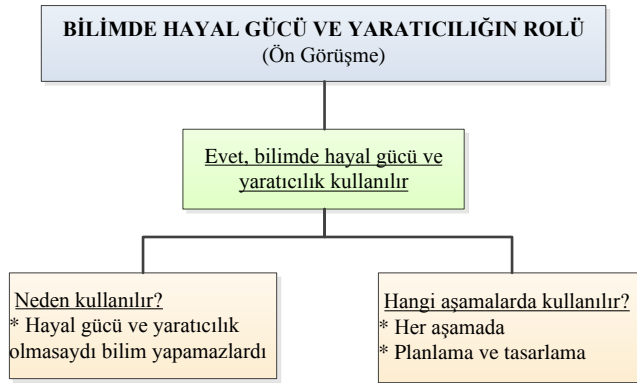 BİLİMDE HAYAL GÜCÜ VE YARATICILIĞIN ROLÜ
(Ön Görüşme)
Evet, bilimde hayal gücü ve
yaratıcılık kullanılır
Neden kullanılır?
* Hayal gücü ve yaratıcılık
olmasaydı bilim yapamazlardı
Hangi aşamalarda kullanılır?
* Her aşamada
* Planlama ve tasarlama